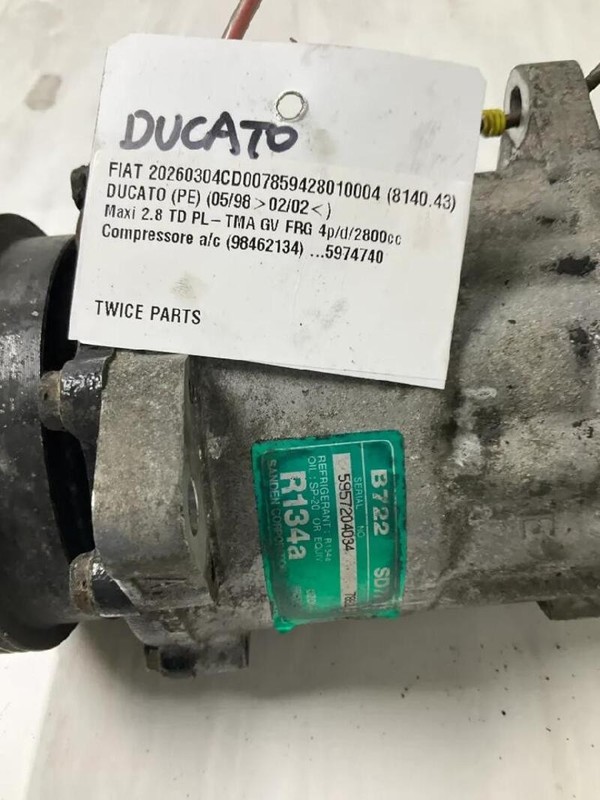 DUCATO
FIAT 20260304CD007859428010004 (8140.43)
DUCATO (PE) (05/98 > 02/02 < )
Maxi 2.8 TD PL- TMA GV FRG 4p/d/2800cc
Compressore a/c (98462134) ...5974740
TWICE PARTS
B722 SD7
SERIAL NO.
5957204034
REFRIGERANT: R134a
OIL: SP-20 OR EQUIV
R134a
SANDEN CORPORATION